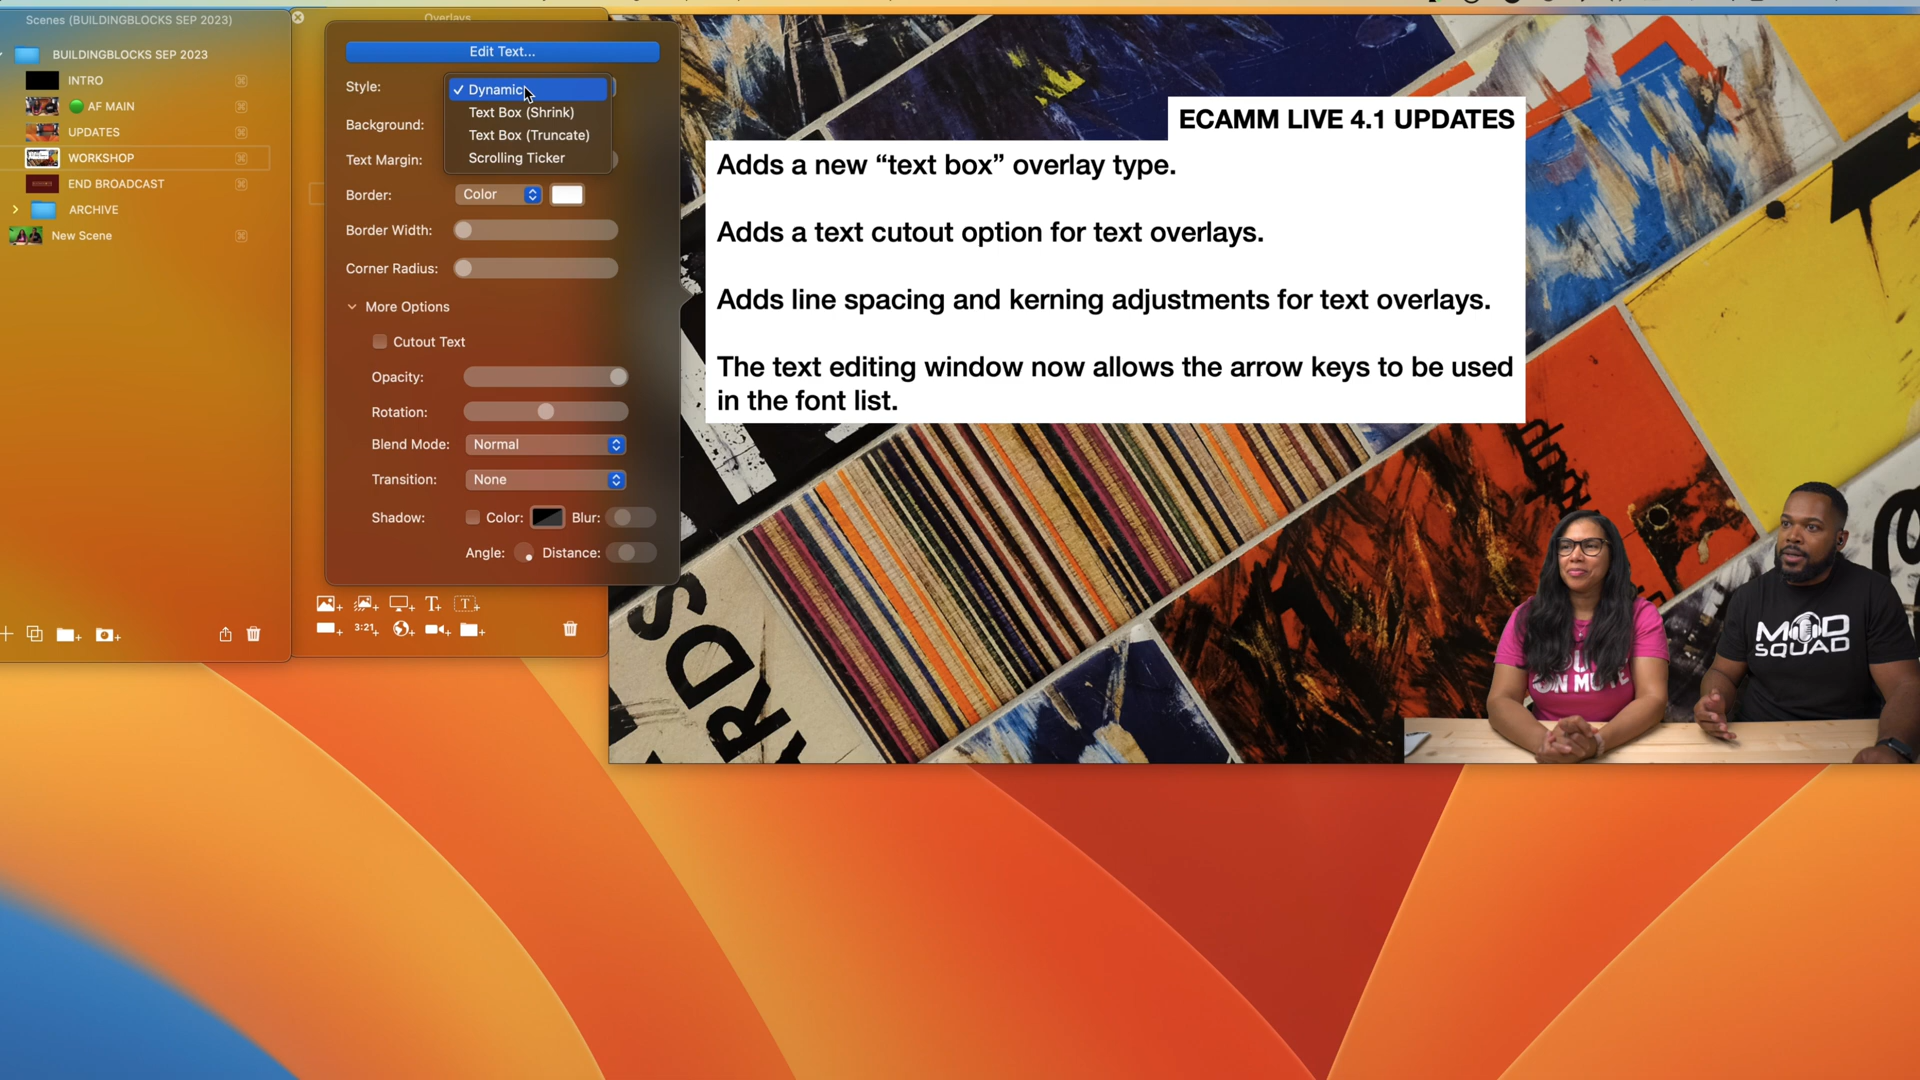 Scenes (BUILDINGBLOCKS SEP 2023)
BUILDINGBLOCKS SEP 2023
INTRO
AF MAIN
UPDATES
WORKSHOP
END BROADCAST
ARCHIVE
New Scene
Overlays
Edit Text...
Style:
Dynamic
Text Box (Shrink)
Text Box (Truncate)
Scrolling Ticker
Background:
Text Margin:
Border: Color
Border Width:
Corner Radius:
More Options
Cutout Text
Opacity:
Rotation:
Blend Mode: Normal
Transition: None
Shadow: Color: Blur:
Angle: Distance:
3:21+
ECAMM LIVE 4.1 UPDATES
Adds a new “text box” overlay type.
Adds a text cutout option for text overlays.
Adds line spacing and kerning adjustments for text overlays.
The text editing window now allows the arrow keys to be used
in the font list.
RDS
ARDS
ON MUTE
MOD
SQUAD